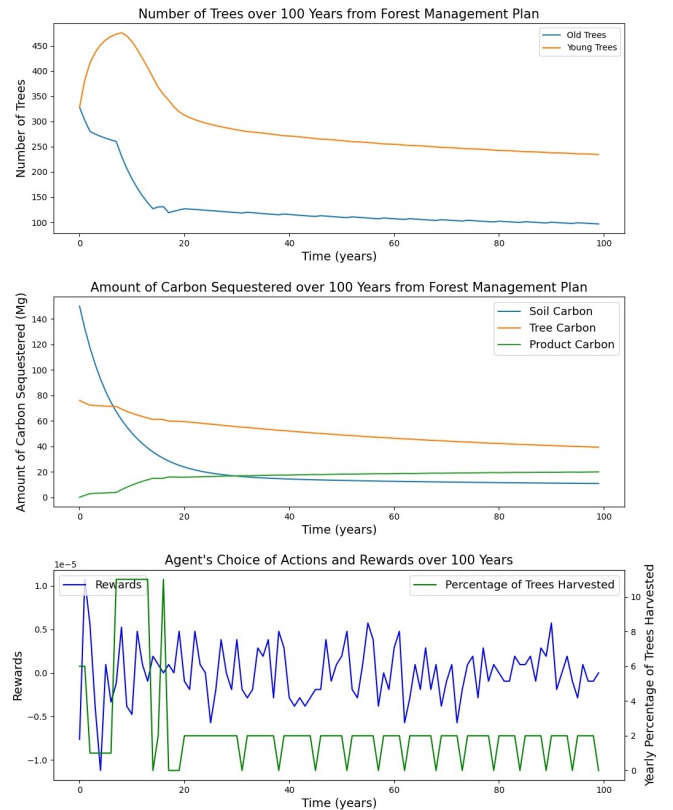 Number of Trees over 100 Years from Forest Management Plan
Old Trees
Young Trees
Number of Trees
450
400
350
300
250
200
150
100
0 20 40 60 80 100
Time (years)
Amount of Carbon Sequestered over 100 Years from Forest Management Plan
Soil Carbon
Tree Carbon
Product Carbon
Amount of Carbon Sequestered (Mg)
140
120
100
80
60
40
20
0
0 20 40 60 80 100
Time (years)
Agent's Choice of Actions and Rewards over 100 Years
1e−5
Rewards
Percentage of Trees Harvested
Rewards
1.0
0.5
0.0
−0.5
−1.0
10
8
6
4
2
0
Yearly Percentage of Trees Harvested
0 20 40 60 80 100
Time (years)